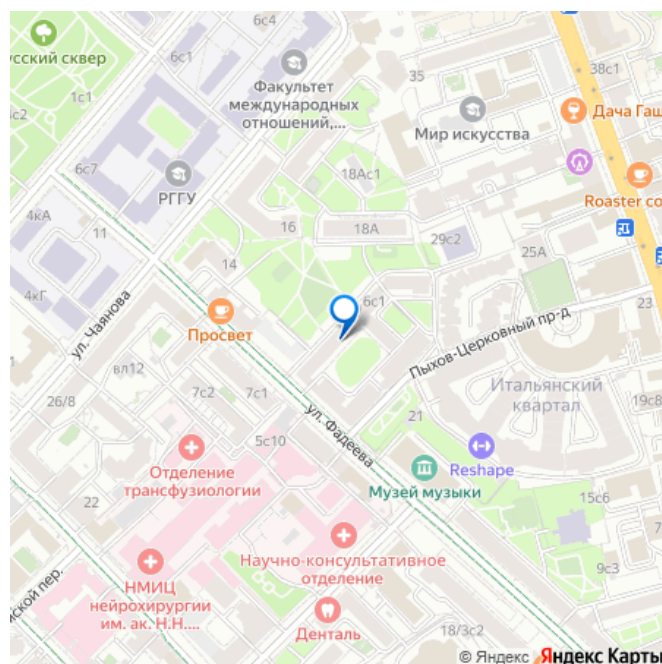 6с4
38с1
6с1
усский сквер
Факультет
международных
отношений,...
35
1с1
Дача Гаш
3с2
Мир искусства
6с7
РГГУ
18Ас1
Roaster co
4кА
11
16
18А
29с2
25А
14
4кГ
6с1
23
ул. Чаянова
Просвет
Пыхов-Церковный пр-д
вл12
Итальянский
квартал
7с2
7с1
19с8
26/8
ул. Фадеева
21
5с10
Reshape
Отделение
трансфузиологии
Музей музыки
22
15с6
Научно-консультативное
отделение
НМИЦ
нейрохирургии
им. ак. Н.Н....
9с3
ской пер.
Денталь
18/3с2
© Яндекс Яндекс Карты